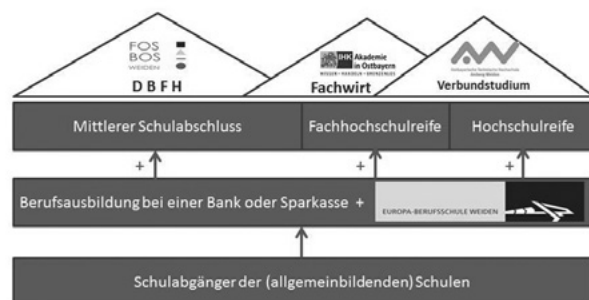 FOS
BOS
WEIDEN
DBFH
IHK Akademie
in Ostbayern
Fachwirt
Verbundstudium
Mittlerer Schulabschluss
Fachhochschulreife
Hochschulreife
+ + +
Berufsausbildung bei einer Bank oder Sparkasse +
EUROPA-BERUFSSCHULE WEIDEN
Schulabgänger der (allgemeinbildenden) Schulen